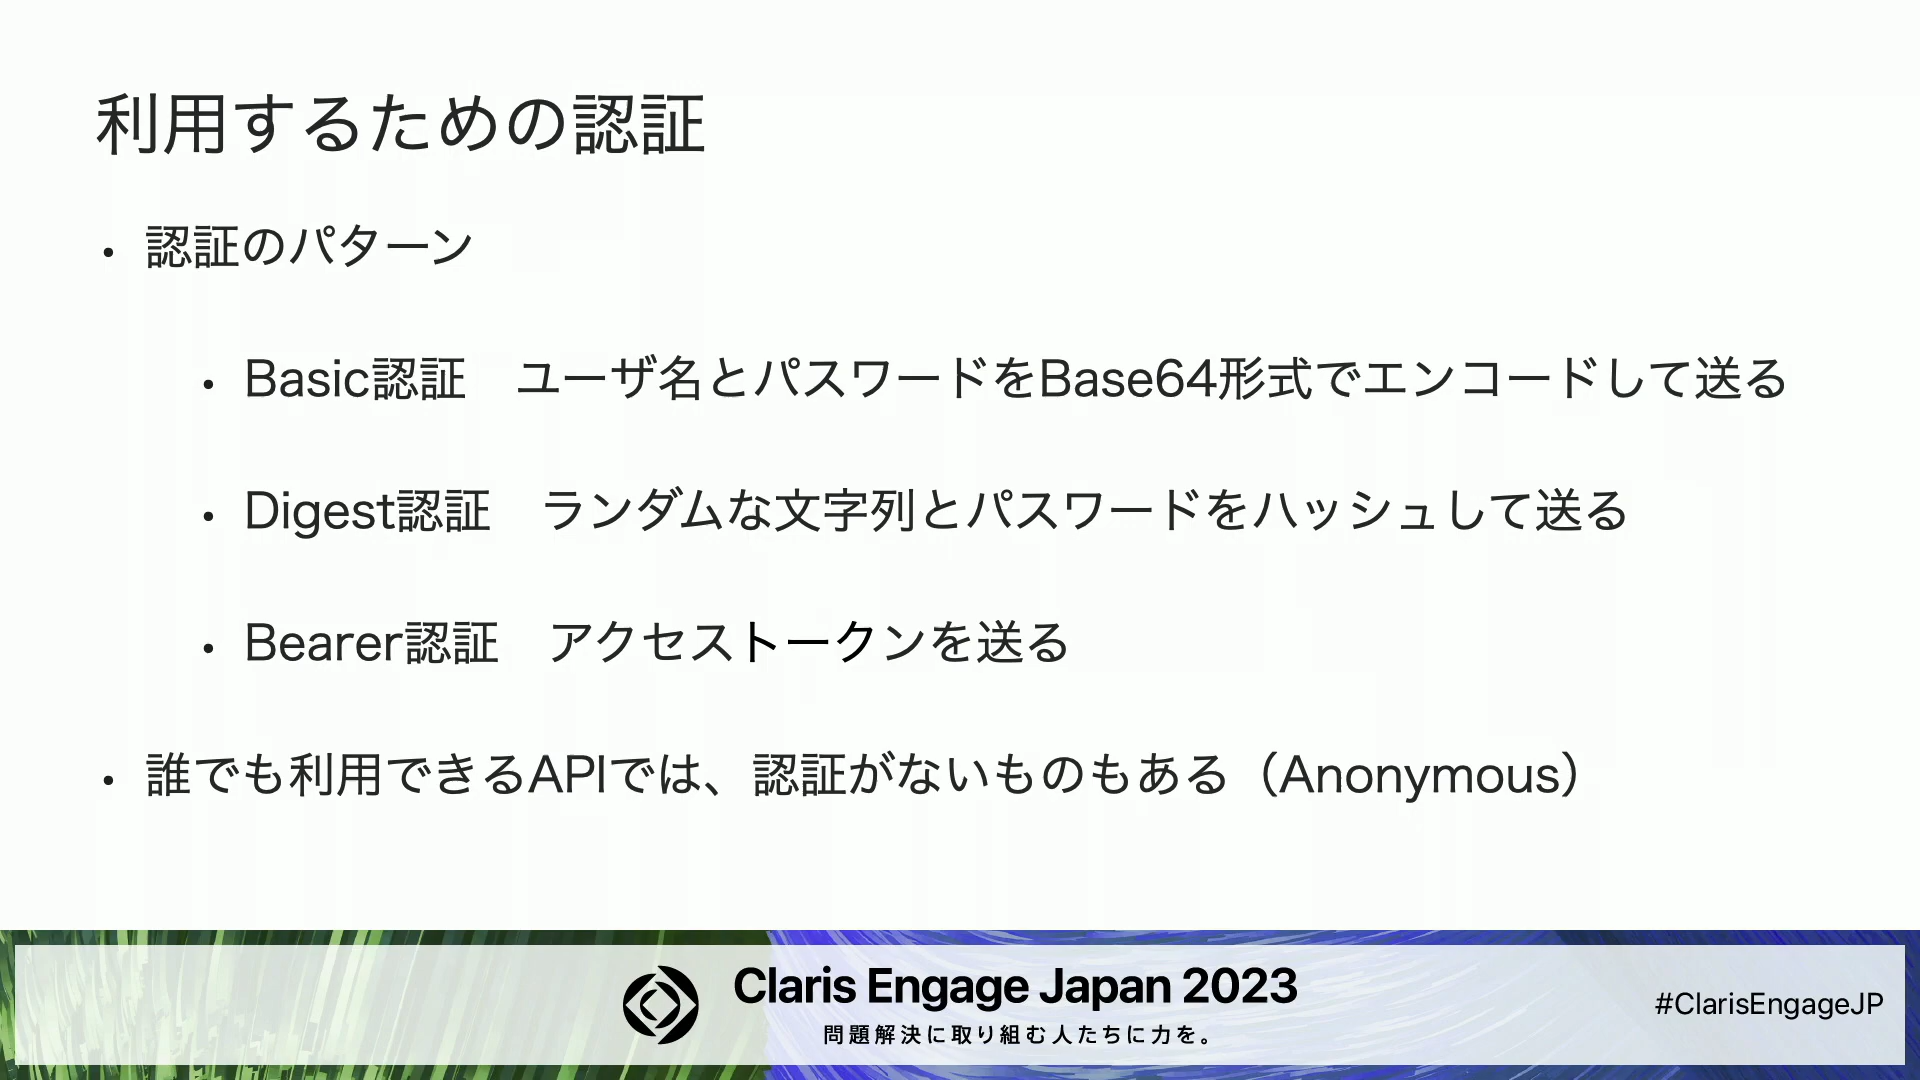 利用するための認証
• 認証のパターン
• Basic認証　ユーザ名とパスワードをBase64形式でエンコードして送る
• Digest認証　ランダムな文字列とパスワードをハッシュして送る
• Bearer認証　アクセストークンを送る
• 誰でも利用できるAPIでは、認証がないものもある（Anonymous）
Claris Engage Japan 2023
問題解決に取り組む人たちに力を。
#ClarisEngageJP